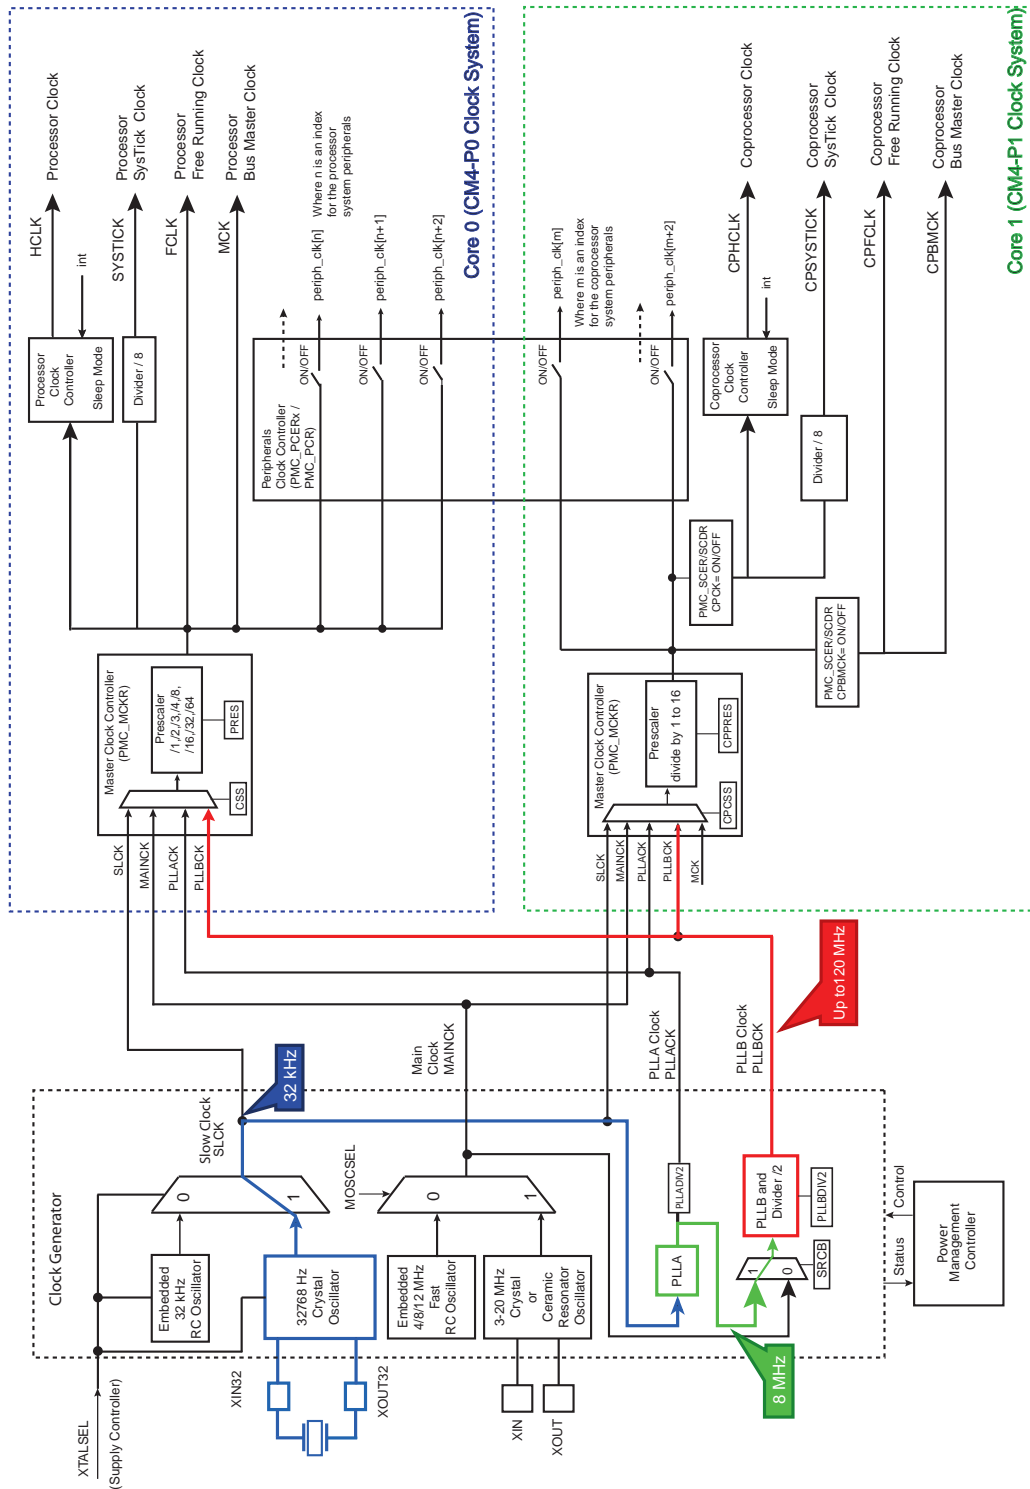 XTALSEL
(Supply Controller)
Clock Generator
Embedded
32 kHz
RC Oscillator
XIN32
XOUT32
32768 Hz
Crystal
Oscillator
0
1
Slow Clock
SLCK
32 kHz
Embedded
4/8/12 MHz
Fast
RC Oscillator
XIN
XOUT
3-20 MHz
Crystal
or
Ceramic
Resonator
Oscillator
MOSCSEL
0
1
Main
Clock
MAINCK
PLLA
PLLADIV2
PLLA Clock
PLLACK
8 MHz
1
0
SRCB
PLLB and
Divider /2
PLLBDIV2
PLLB Clock
PLLBCK
Up to120 MHz
Status
Control
Power
Management
Controller
SLCK
MAINCK
PLLACK
PLLBCK
Master Clock Controller
(PMC_MCKR)
Prescaler
/1,/2,/3,/4,/8,
/16,/32,/64
CSS
PRES
Processor
Clock
Controller
Sleep Mode
int
HCLK
Processor Clock
Divider / 8
SYSTICK
Processor
SysTick Clock
FCLK
Processor
Free Running Clock
MCK
Processor
Bus Master Clock
Peripherals
Clock Controller
(PMC_PCERx /
PMC_PCR)
ON/OFF
periph_clk[n]
Where n is an index
for the processor
system peripherals
ON/OFF
periph_clk[n+1]
ON/OFF
periph_clk[n+2]
Core 0 (CM4-P0 Clock System)
SLCK
MAINCK
PLLACK
PLLBCK
MCK
Master Clock Controller
(PMC_MCKR)
Prescaler
divide by 1 to 16
CPCSS
CPPRES
ON/OFF
periph_clk[m]
Where m is an index
for the coprocessor
system peripherals
ON/OFF
periph_clk[m+2]
PMC_SCER/SCDR
CPCK= ON/OFF
Coprocessor
Clock
Controller
Sleep Mode
int
CPHCLK
Coprocessor Clock
Divider / 8
CPSYSTICK
Coprocessor
SysTick Clock
PMC_SCER/SCDR
CPBMCK= ON/OFF
CPFCLK
Coprocessor
Free Running Clock
CPBMCK
Coprocessor
Bus Master Clock
Core 1 (CM4-P1 Clock System)